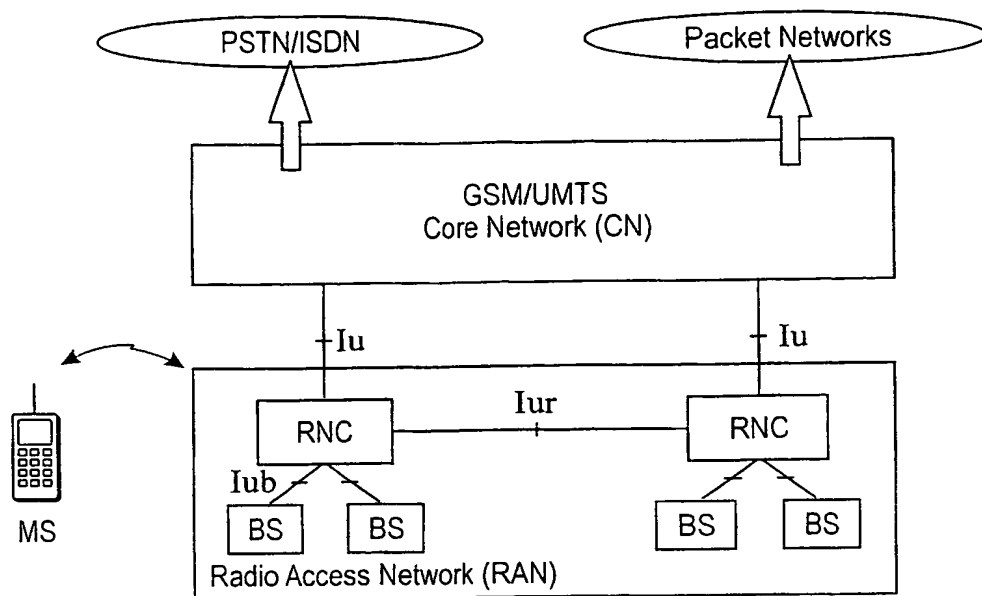 PSTN/ISDN
Packet Networks
GSM/UMTS
Core Network (CN)
Iu
Iu
RNC
Iur
RNC
Iub
BS
BS
BS
BS
MS
Radio Access Network (RAN)